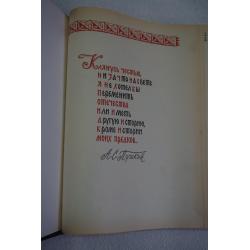 Клянусь честью,
ни за что на свете
я не хотел бы
переменить
отечество
или иметь
другую историю,
кроме истории
моих предков.
А. С. Пушкин